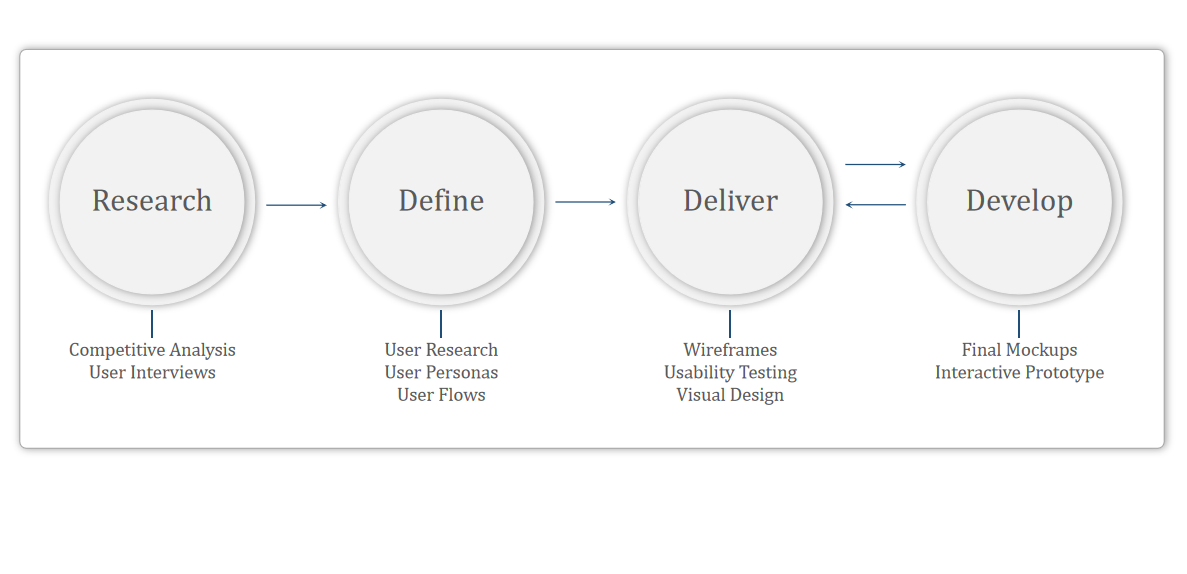 Research
Define
Deliver
Develop
Competitive Analysis
User Interviews
User Research
User Personas
User Flows
Wireframes
Usability Testing
Visual Design
Final Mockups
Interactive Prototype